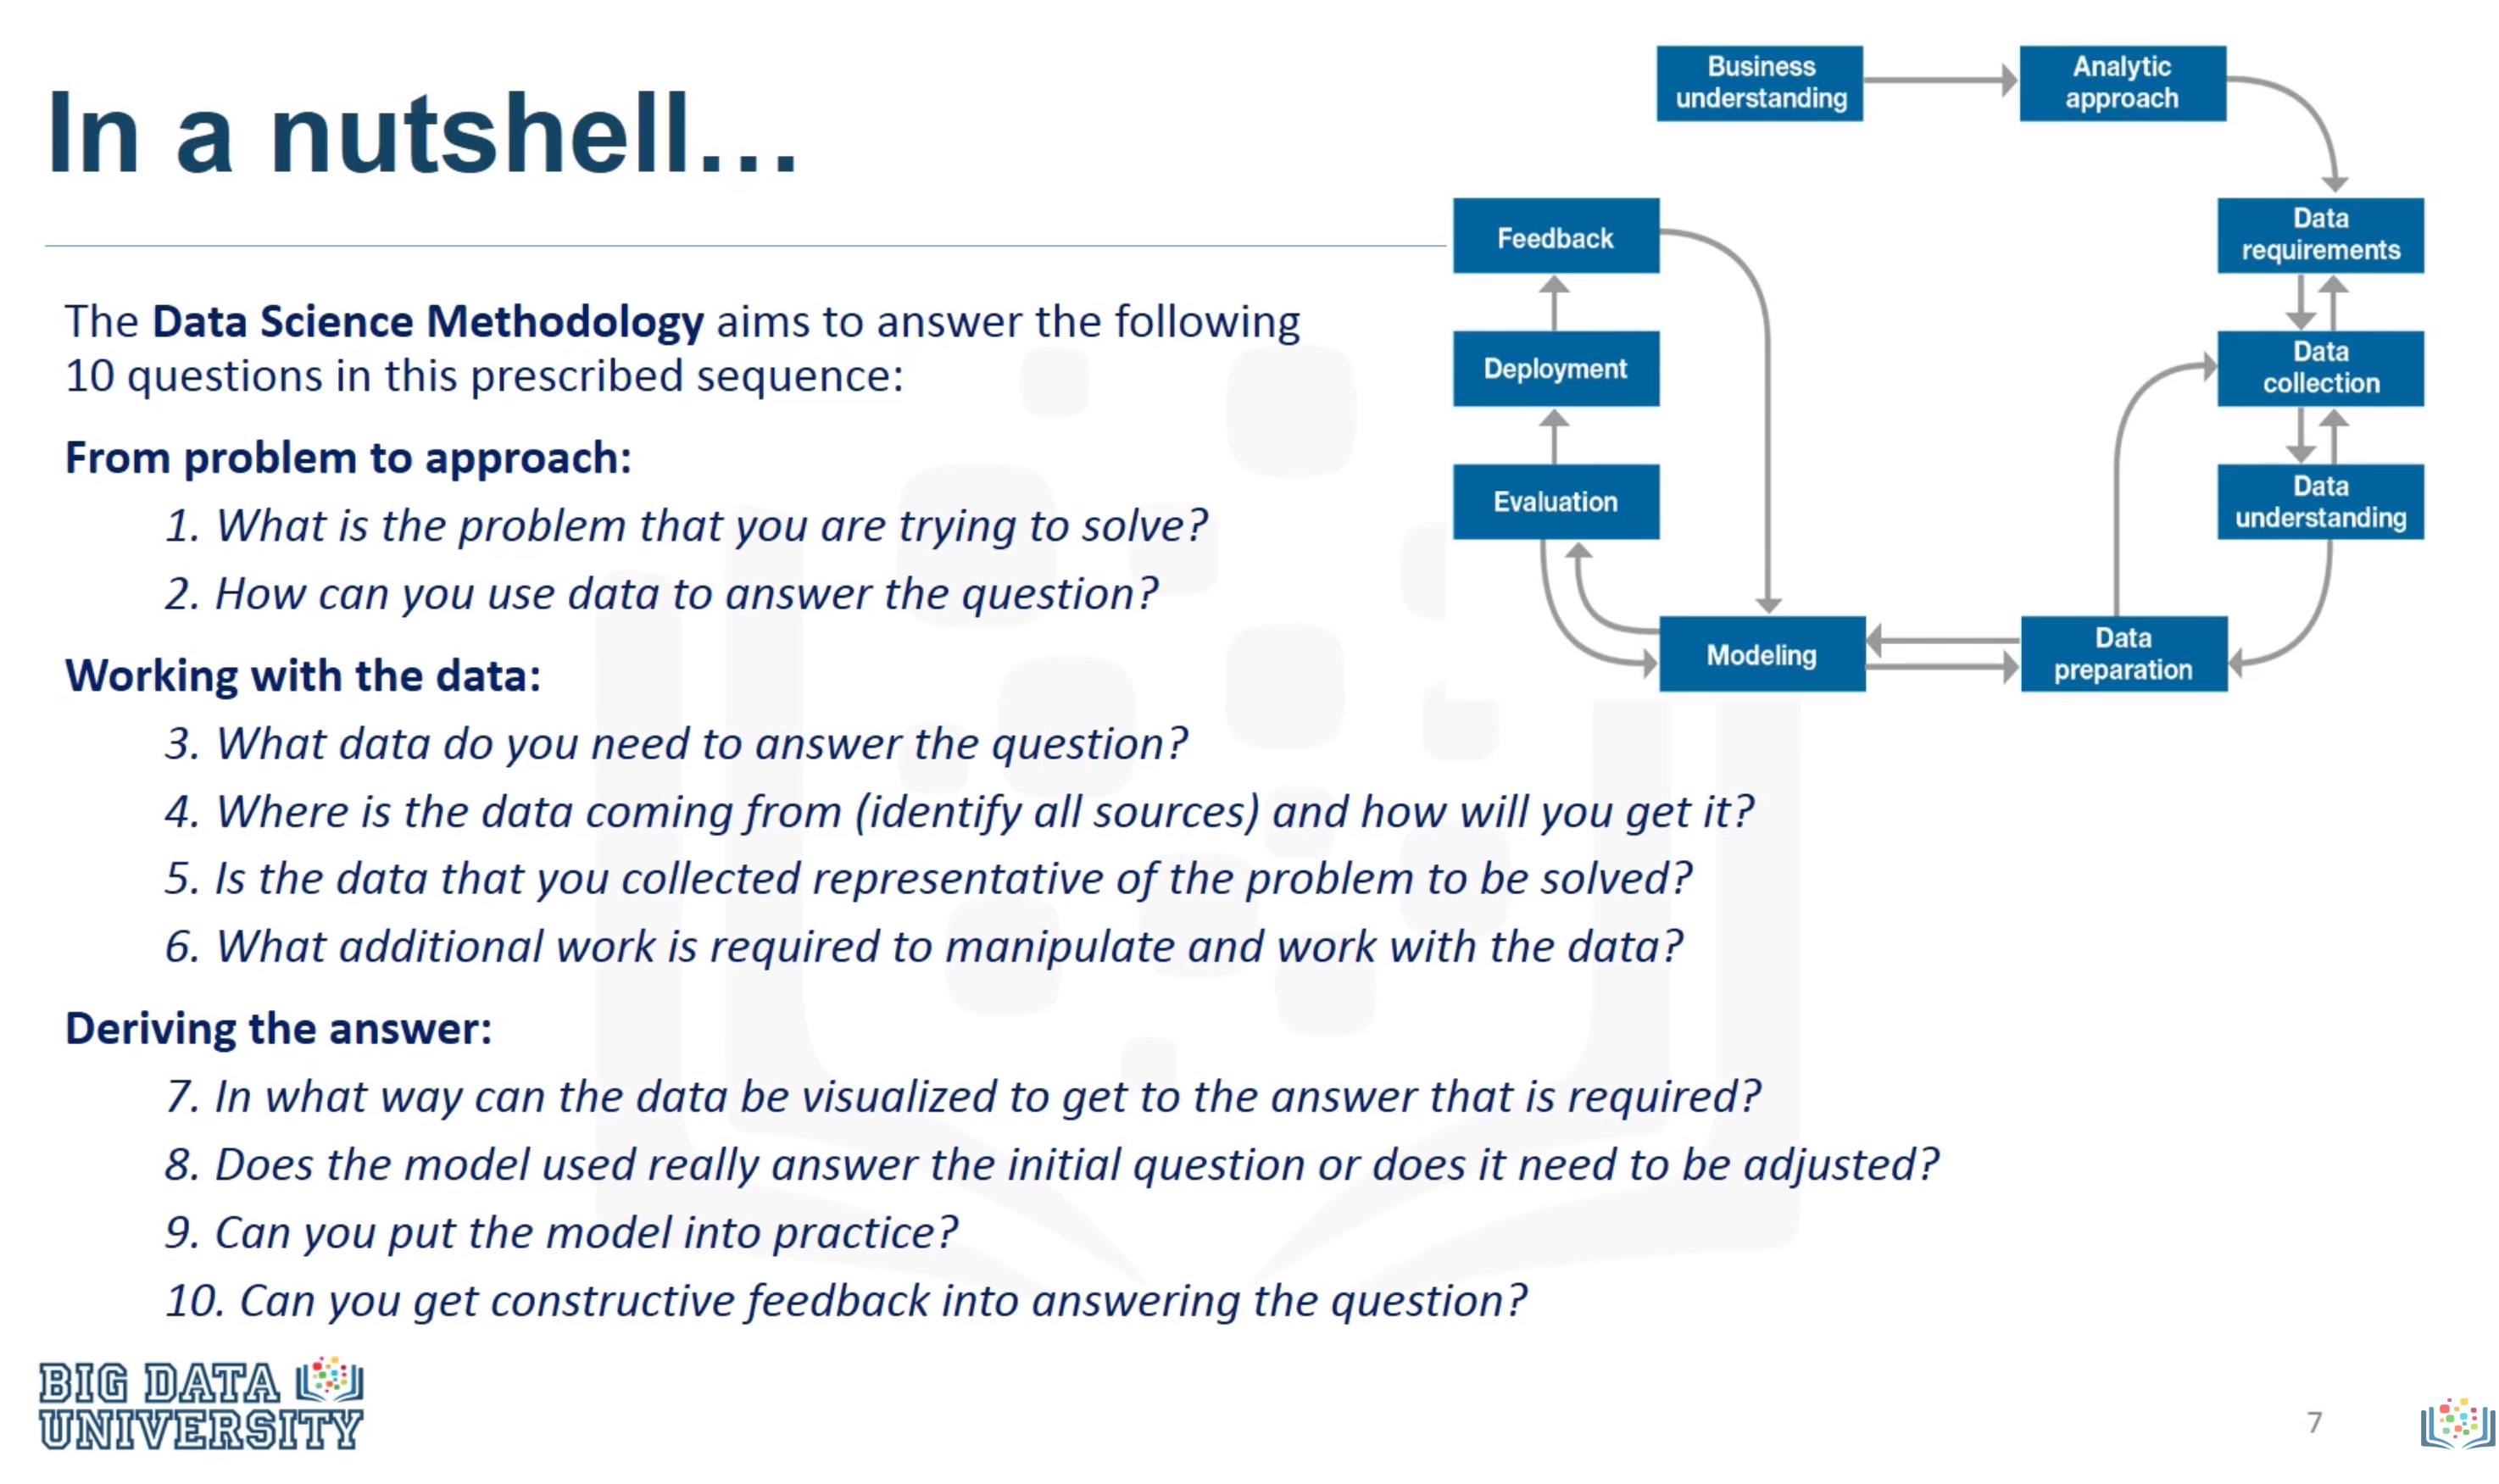 In a nutshell...
The Data Science Methodology aims to answer the following
10 questions in this prescribed sequence:
From problem to approach:
1. What is the problem that you are trying to solve?
2. How can you use data to answer the question?
Working with the data:
3. What data do you need to answer the question?
4. Where is the data coming from (identify all sources) and how will you get it?
5. Is the data that you collected representative of the problem to be solved?
6. What additional work is required to manipulate and work with the data?
Deriving the answer:
7. In what way can the data be visualized to get to the answer that is required?
8. Does the model used really answer the initial question or does it need to be adjusted?
9. Can you put the model into practice?
10. Can you get constructive feedback into answering the question?
Business
understanding
Analytic
approach
Data
requirements
Data
collection
Data
understanding
Data
preparation
Modeling
Evaluation
Deployment
Feedback
BIG DATA
UNIVERSITY
7